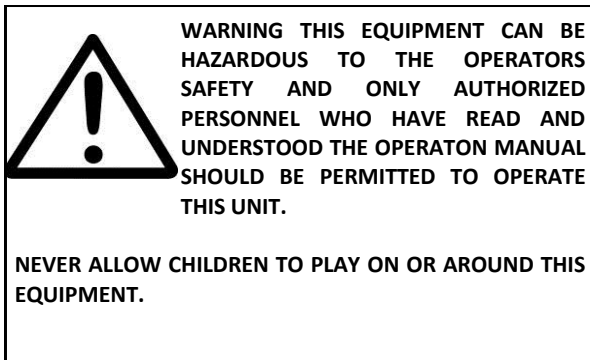 WARNING THIS EQUIPMENT CAN BE
HAZARDOUS TO THE OPERATORS
SAFETY AND ONLY AUTHORIZED
PERSONNEL WHO HAVE READ AND
UNDERSTOOD THE OPERATON MANUAL
SHOULD BE PERMITTED TO OPERATE
THIS UNIT.
NEVER ALLOW CHILDREN TO PLAY ON OR AROUND THIS
EQUIPMENT.